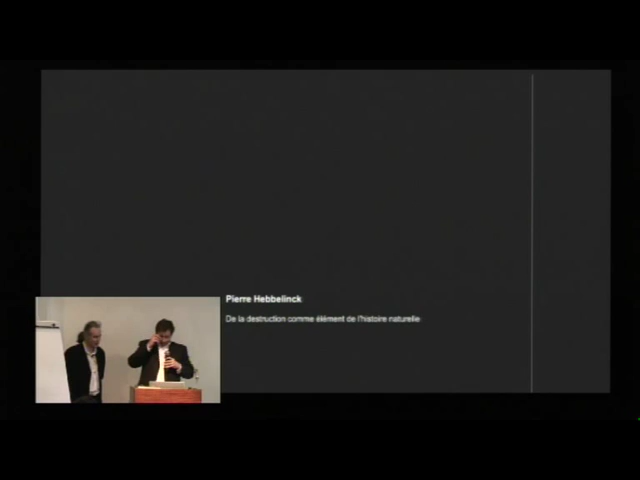 Pierre Hebbelinck
De la destruction comme élément de l'histoire naturelle